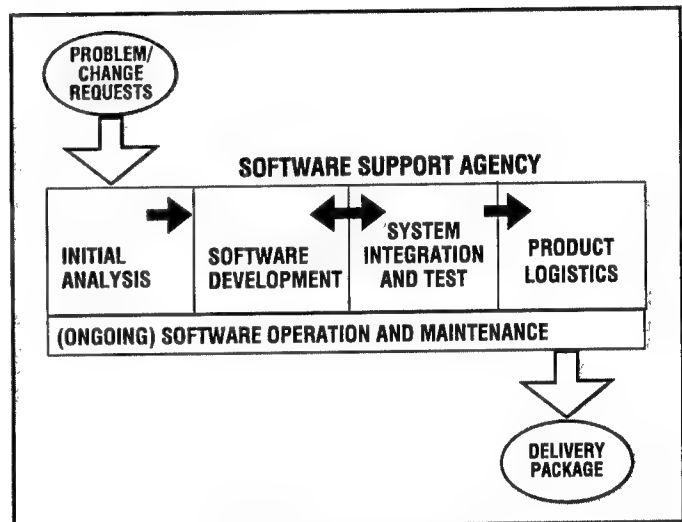 PROBLEM/
CHANGE
REQUESTS
SOFTWARE SUPPORT AGENCY
INITIAL
ANALYSIS
SOFTWARE
DEVELOPMENT
SYSTEM
INTEGRATION
AND TEST
PRODUCT
LOGISTICS
(ONGOING) SOFTWARE OPERATION AND MAINTENANCE
DELIVERY
PACKAGE